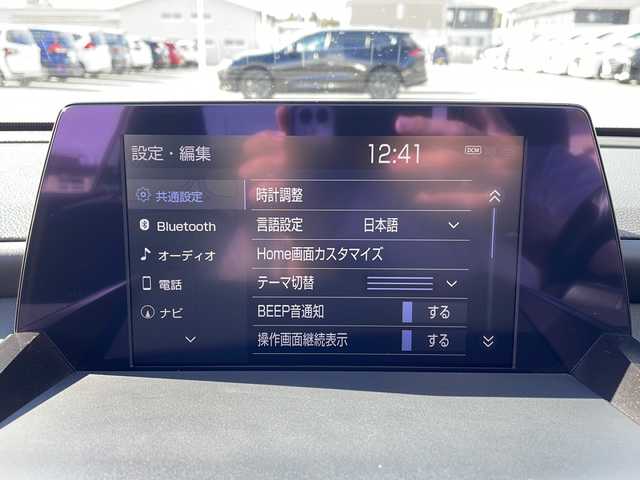 設定・編集 12:41 DCM
共通設定 時計調整
Bluetooth 言語設定 日本語
オーディオ Home画面カスタマイズ
電話 テーマ切替
ナビ BEEP音通知 する
操作画面継続表示 する